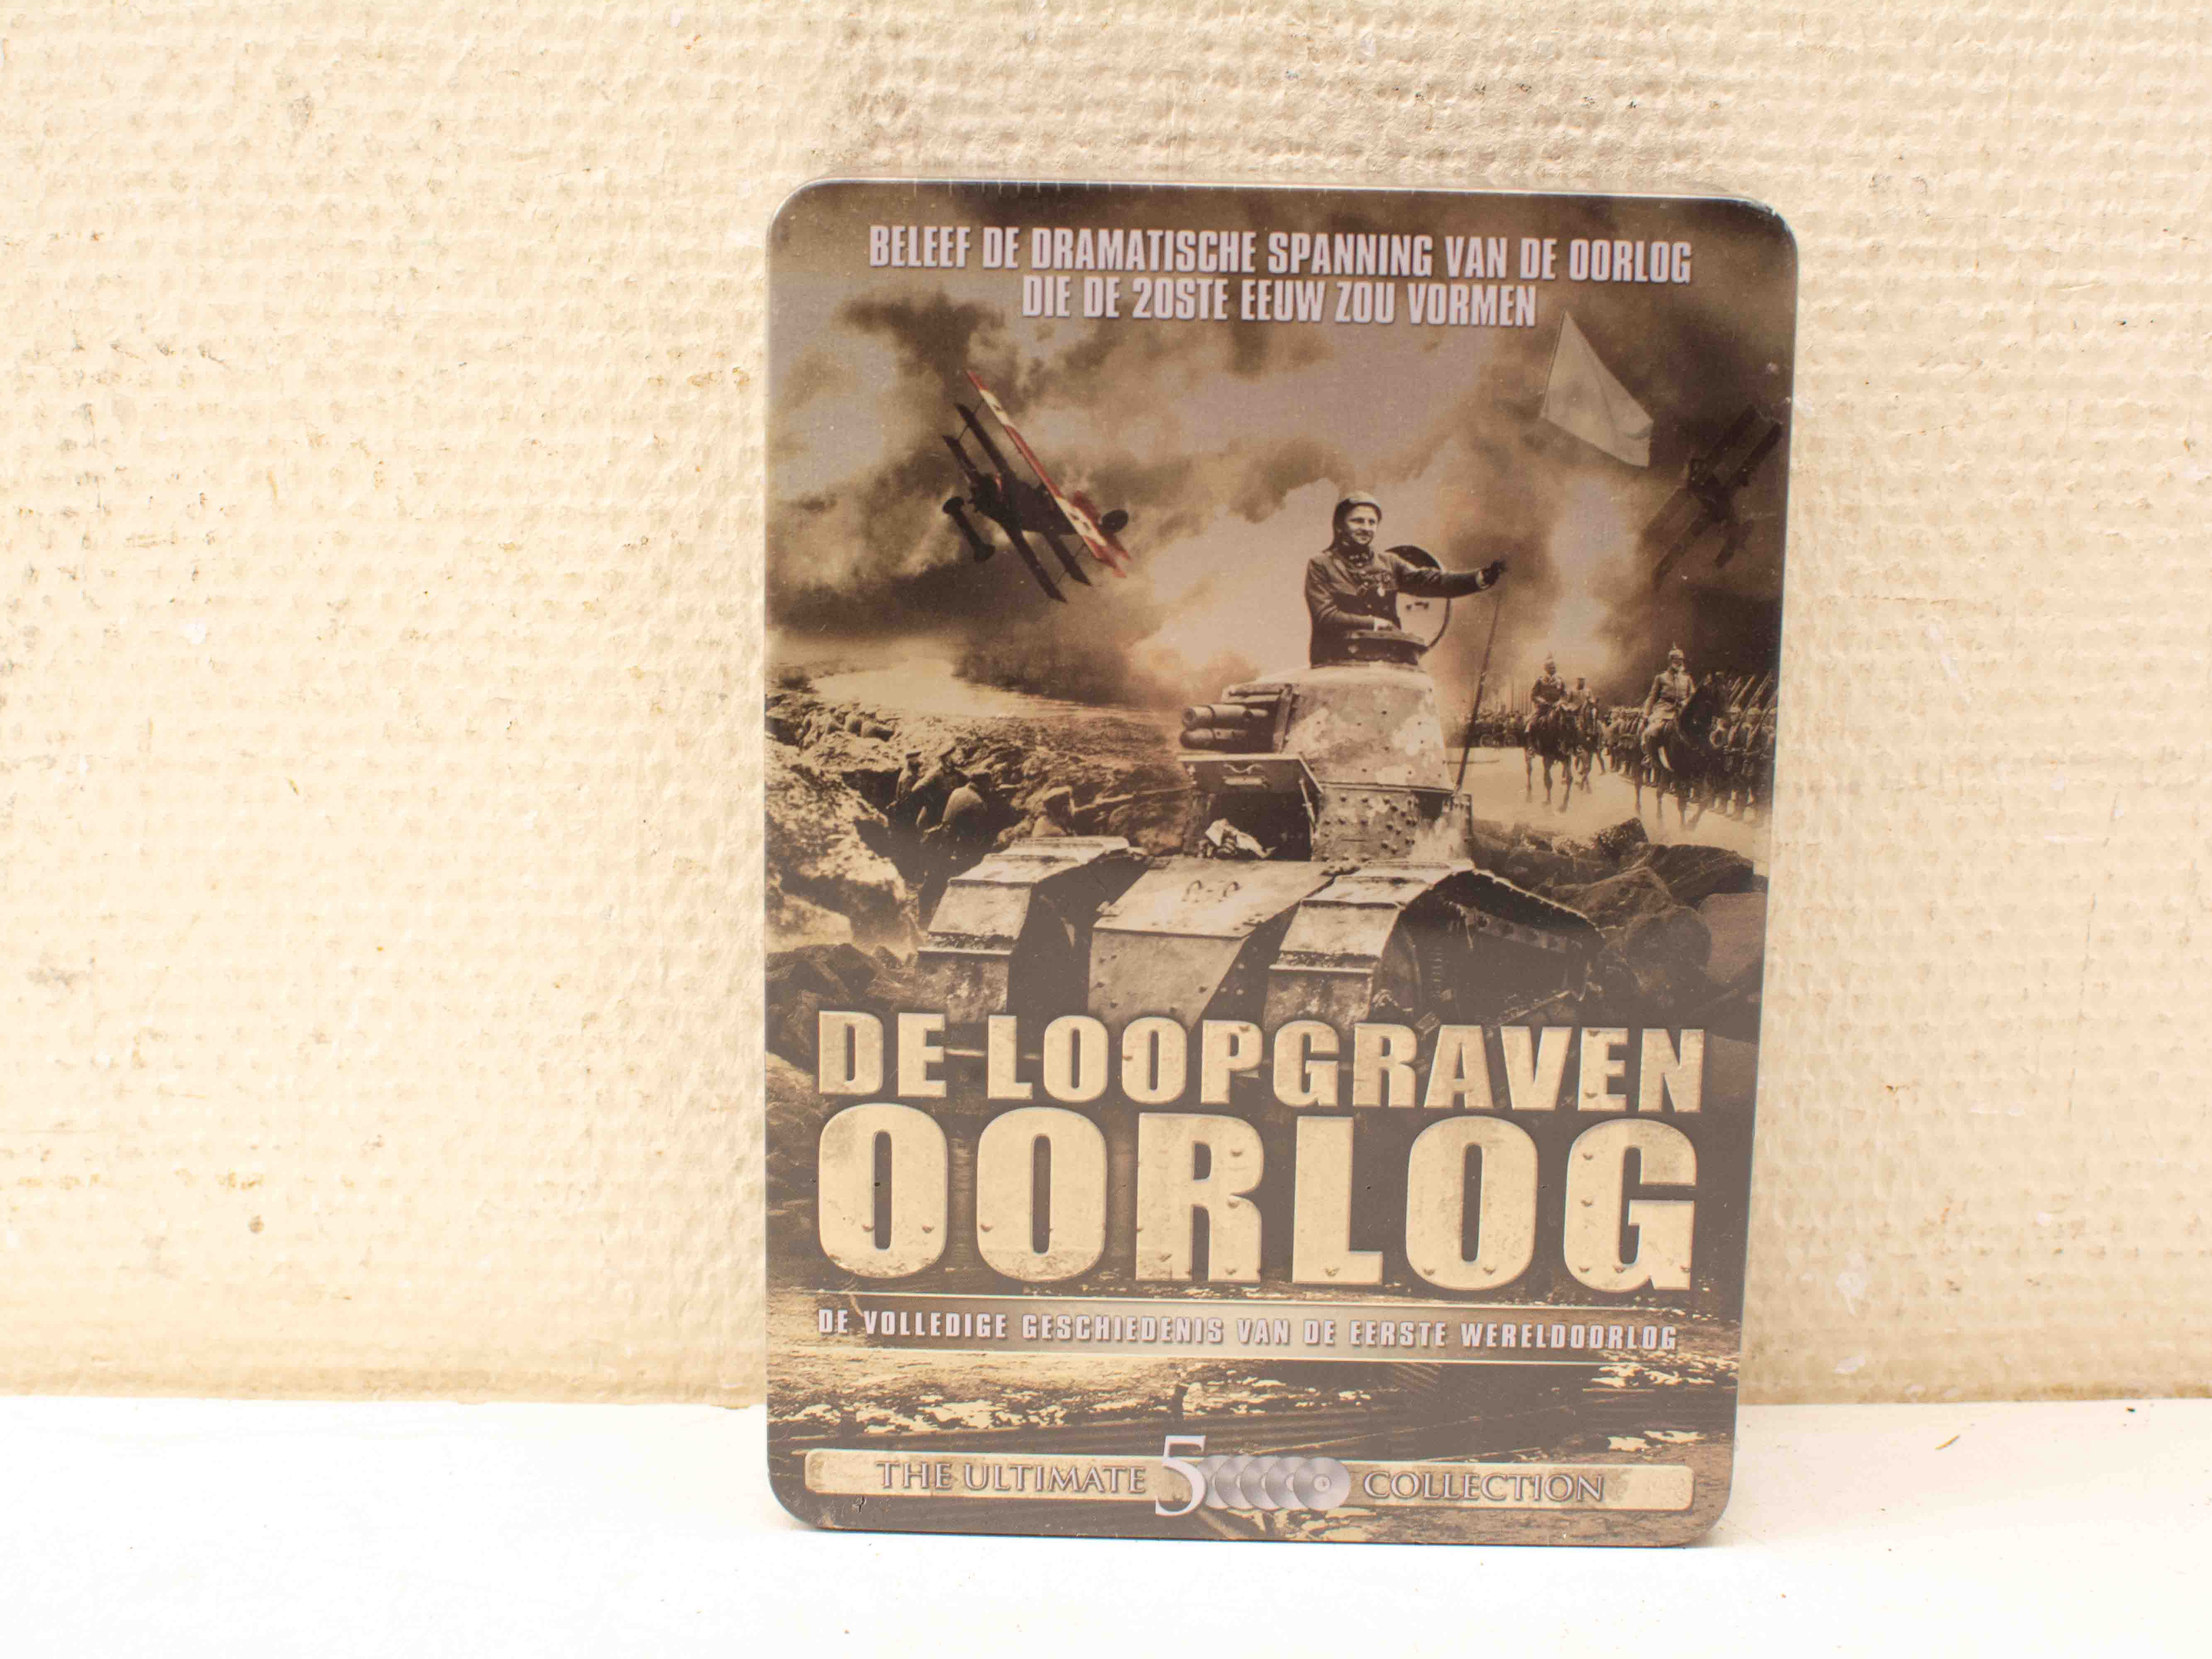 BELEEF DE DRAMATISCHE SPANNING VAN DE OORLOG
DIE DE 20STE EEUW ZOU VORMEN
DE LOOPGRAVEN
OORLOG
DE VOLLEDIGE GESCHIEDENIS VAN DE EERSTE WERELDOORLOG
THE ULTIMATE 5 COLLECTION